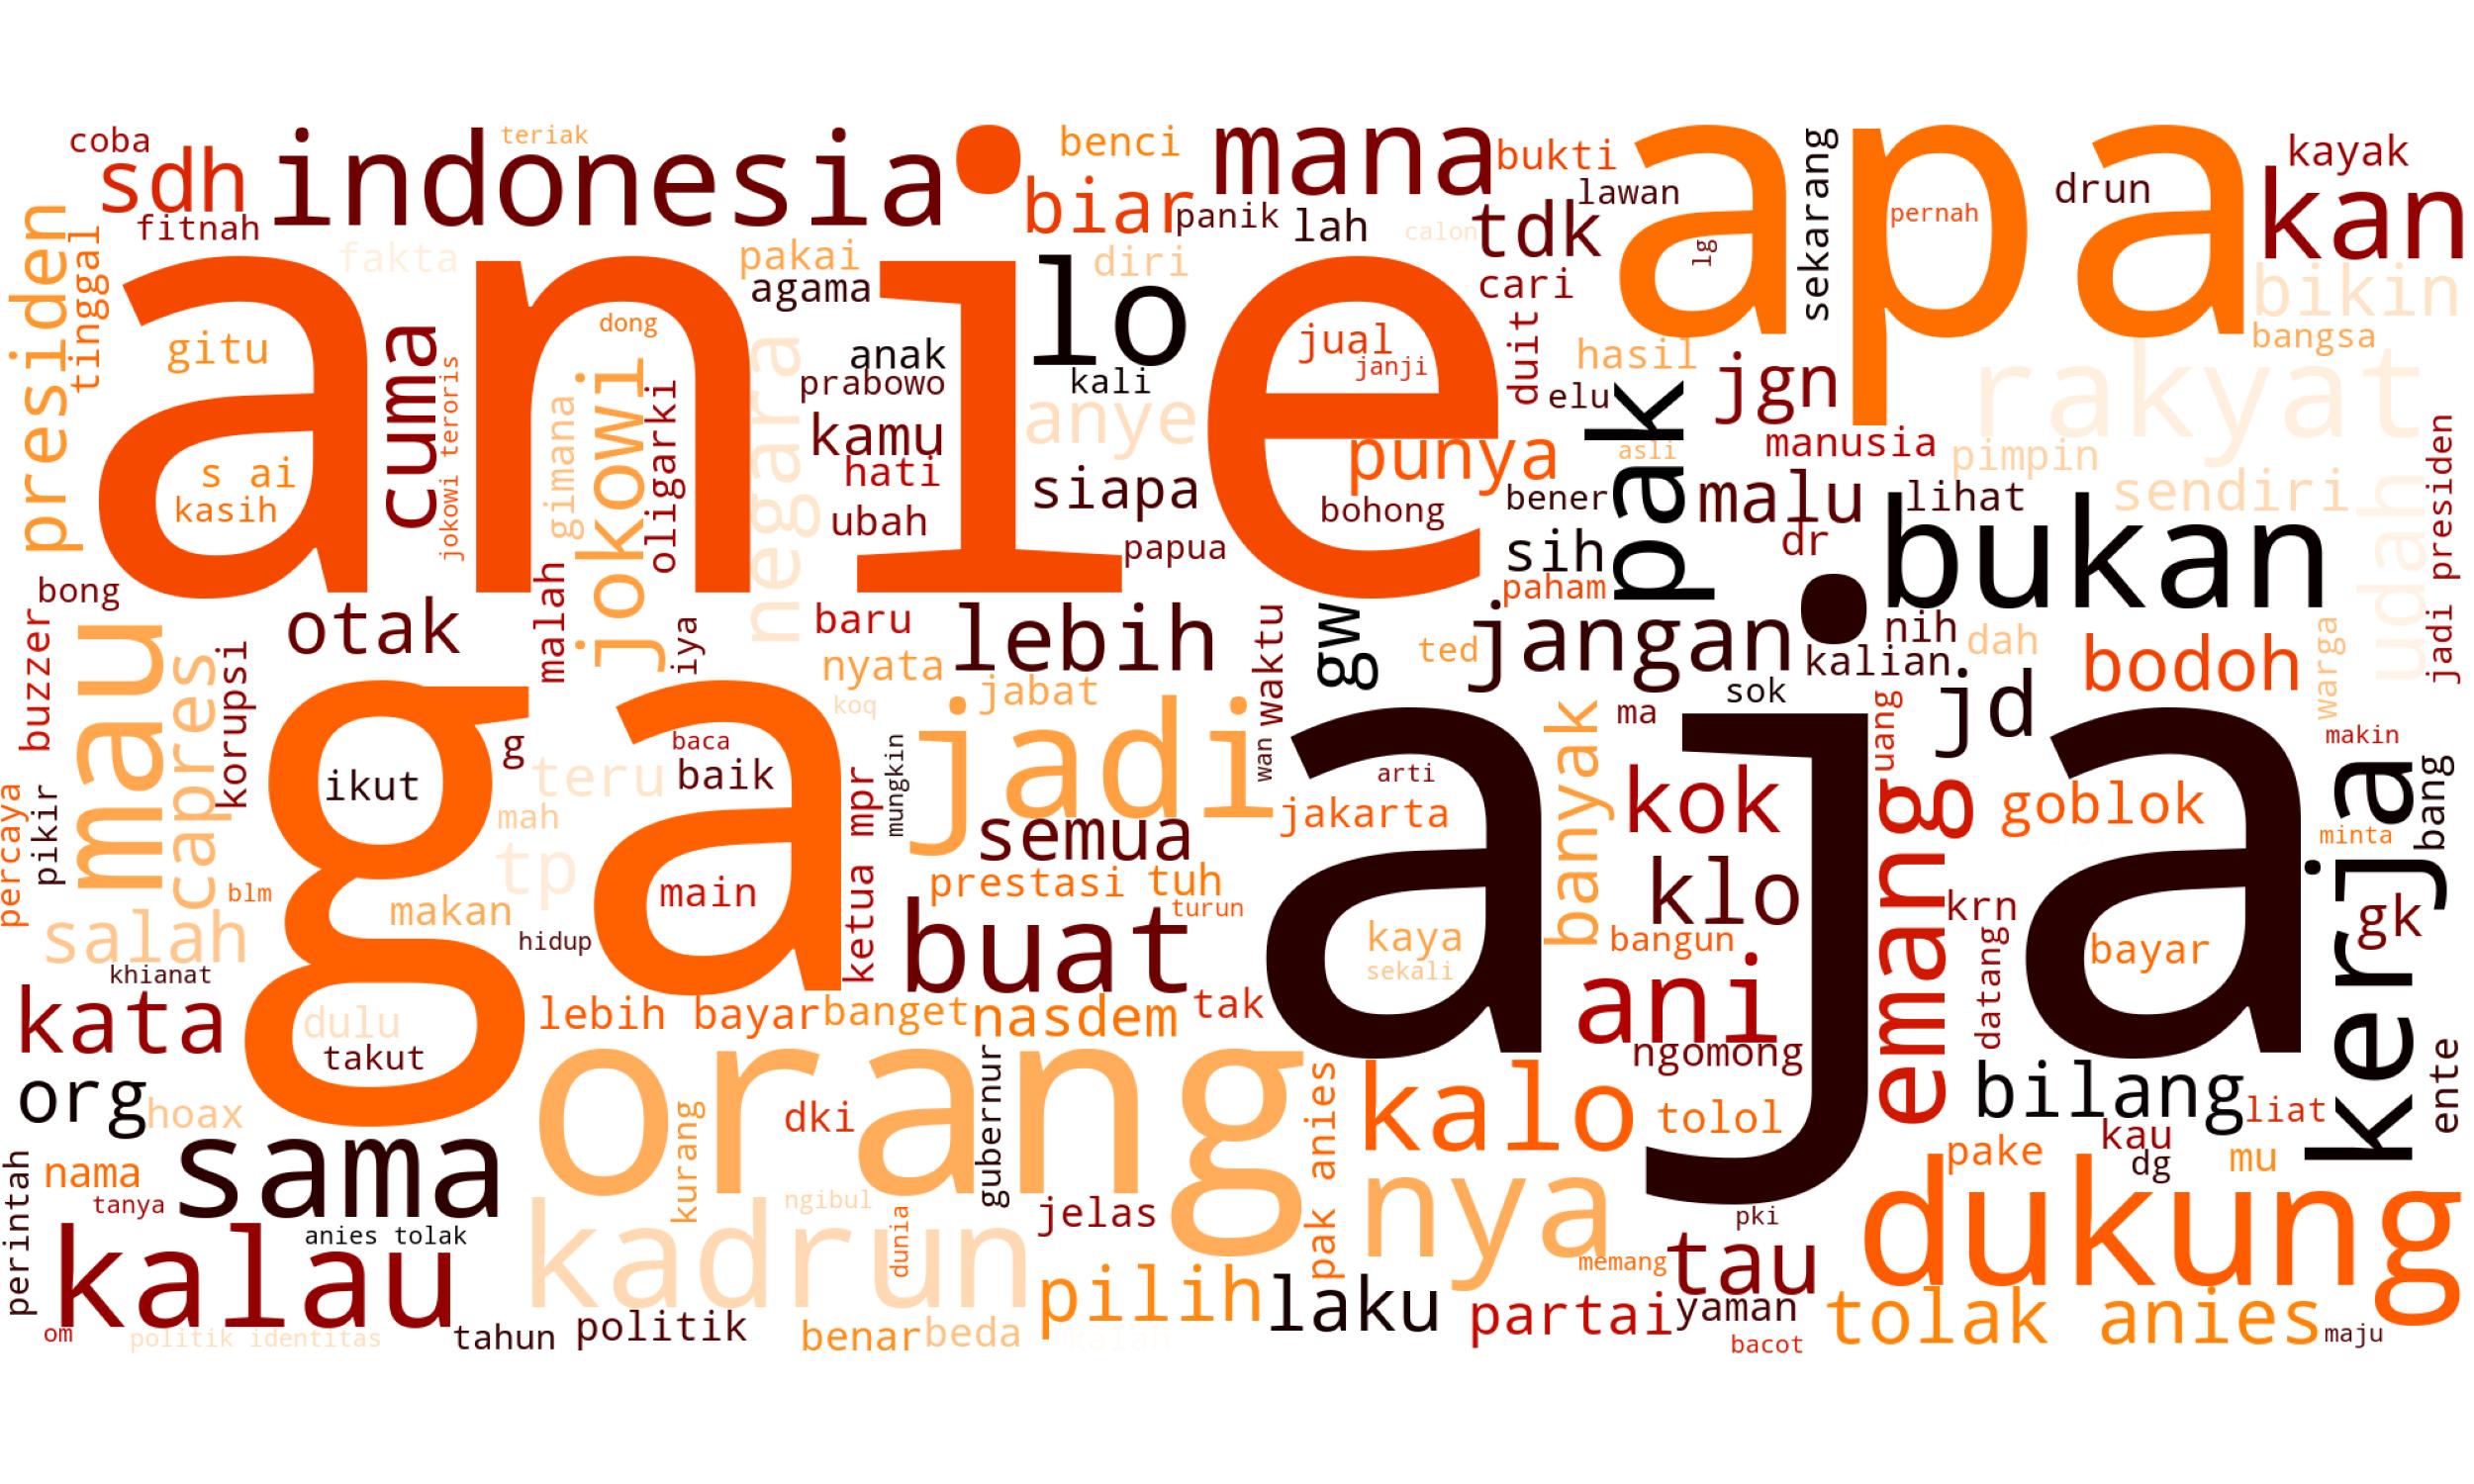 coba
teriak
benci
mana
bukti
apa
sekarang
kayak
sdh
indonesia
biar
lawan
drun
kan
fitnah
panik
lah
calon
tdk
pernah
lg
presiden
tinggal
fakta
pakai
agama
anie
lo
diri
cari
bikin
bangsa
gitu
cuma
dong
anak
jual
janji
duit
hasil
jgn
rakyat
jokowi teroris
gimana
jokowi
oligarki
negara
prabowo
kali
elu
pak
kamu
anye
punya
asli
manusia
pimpin
jadi presiden
s ai
hati
siapa
bener
malu
lihat
sendiri
kasih
ubah
bohong
sih
dr
bukan
udah
papua
bong
malah
paham
otak
iya
baru
lebih
waktu
gw
ted
jangan
nih
dah
warga
buzzer
mau
capres
korupsi
nyata
kalian
bodoh
jabat
koq
sok
jd
g
baca
mungkin
jadi
wan
banyak
ma
uang
makin
percaya
pikir
ga
ikut
teru
baik
arti
aja
kok
emang
goblok
kerja
bang
mah
ketua mpr
semua
jakarta
minta
tp
blm
main
prestasi
tuh
klo
krn
gk
salah
makan
turun
hidup
buat
kaya
bangun
datang
bayar
khianat
sekali
kata
dulu
lebih bayar
banget
nasdem
tak
ani
takut
ngomong
ente
org
hoax
orang
kurang
dki
gubernur
pak anies
kalo
tolol
bilang
liat
kau
perintah
nama
sama
pake
dg
mu
tanya
ngibul
jelas
nya
pki
dukung
kalau
anies tolak
kadrun
dunia
memang
tau
om
politik identitas
tahun
politik
benar
beda
pilih
laku
partai
yaman
tolak anies
maju
bacot